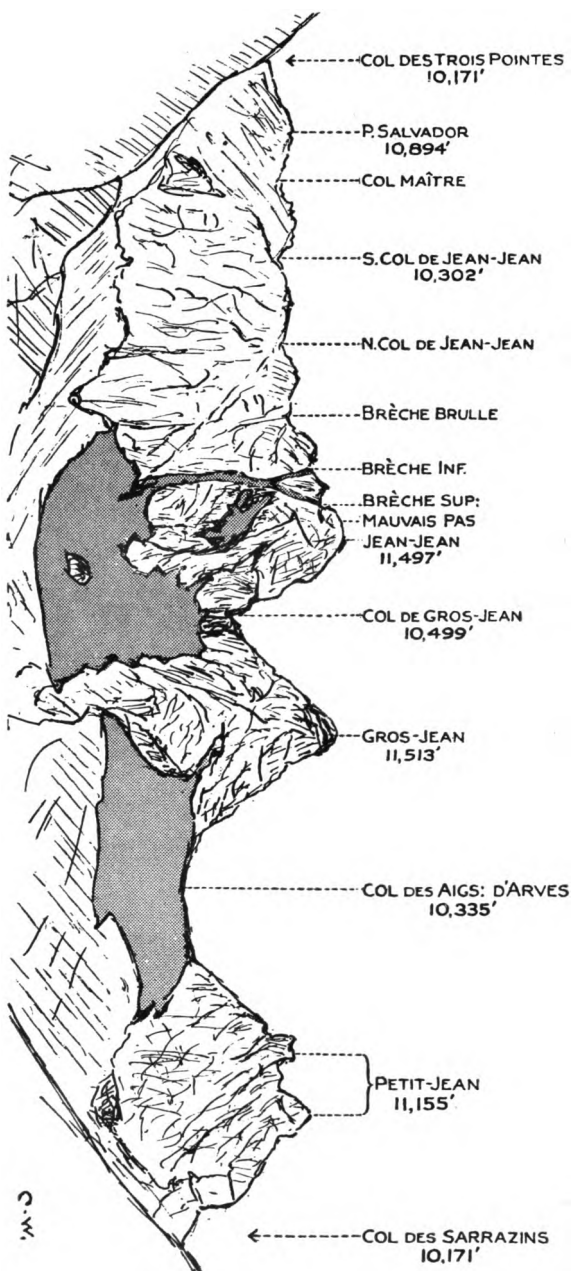 COL DES TROIS POINTES
10,171'
P. SALVADOR
10,894'
COL MAÎTRE
S. COL DE JEAN-JEAN
10,302'
N. COL DE JEAN-JEAN
BRÈCHE BRULLE
BRÈCHE INF.
BRÈCHE SUP:
MAUVAIS PAS
JEAN-JEAN
11,497'
COL DE GROS-JEAN
10,499'
GROS-JEAN
11,513'
COL DES AIGS: D'ARVES
10,335'
PETIT-JEAN
11,155'
C.W.
COL DES SARRAZINS
10,171'